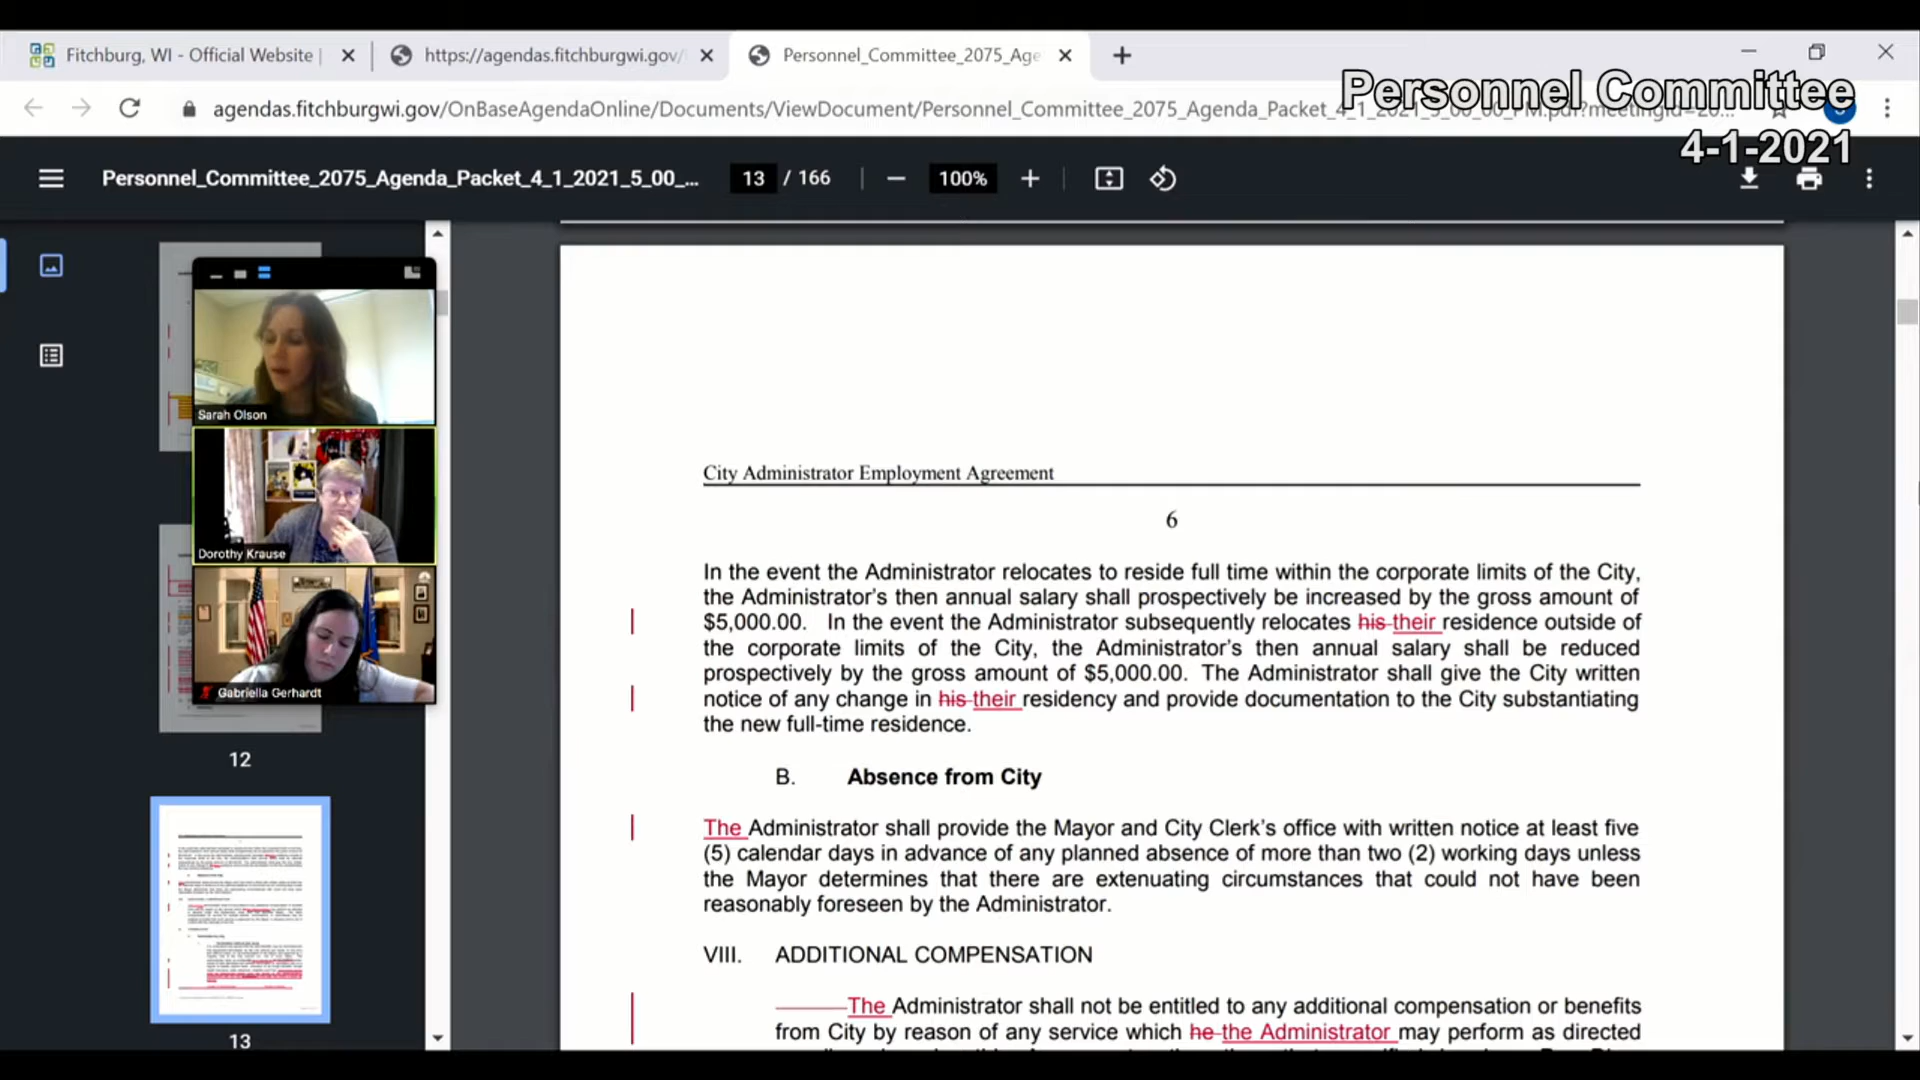 Fitchburg, WI - Official Website |
https://agendas.fitchburgwi.gov/
Personnel_Committee_2075_Age
Personnel Committee
4-1-2021
agendas.fitchburgwi.gov/OnBaseAgendaOnline/Documents/ViewDocument/Personnel_Committee_2075_Agenda_Packet_4_1_2021_5_00_00_PM.pdf?meetingId=20...
Personnel_Committee_2075_Agenda_Packet_4_1_2021_5_00_...
13 / 166
100%
Sarah Olson
Dorothy Krause
Gabriella Gerhardt
12
13
City Administrator Employment Agreement
6
In the event the Administrator relocates to reside full time within the corporate limits of the City,
the Administrator's then annual salary shall prospectively be increased by the gross amount of
$5,000.00. In the event the Administrator subsequently relocates his their residence outside of
the corporate limits of the City, the Administrator's then annual salary shall be reduced
prospectively by the gross amount of $5,000.00. The Administrator shall give the City written
notice of any change in his their residency and provide documentation to the City substantiating
the new full-time residence.
B. Absence from City
The Administrator shall provide the Mayor and City Clerk's office with written notice at least five
(5) calendar days in advance of any planned absence of more than two (2) working days unless
the Mayor determines that there are extenuating circumstances that could not have been
reasonably foreseen by the Administrator.
VIII. ADDITIONAL COMPENSATION
The Administrator shall not be entitled to any additional compensation or benefits
from City by reason of any service which he the Administrator may perform as directed